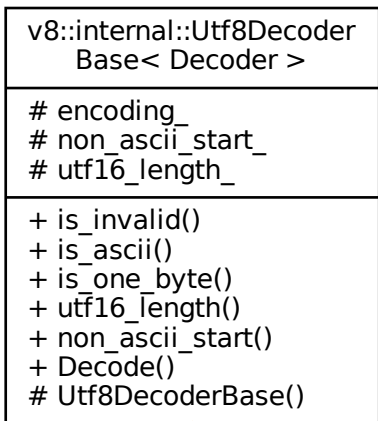 v8::internal::Utf8Decoder
Base< Decoder >
# encoding_
# non_ascii_start_
# utf16_length_
+ is_invalid()
+ is_ascii()
+ is_one_byte()
+ utf16_length()
+ non_ascii_start()
+ Decode()
# Utf8DecoderBase()